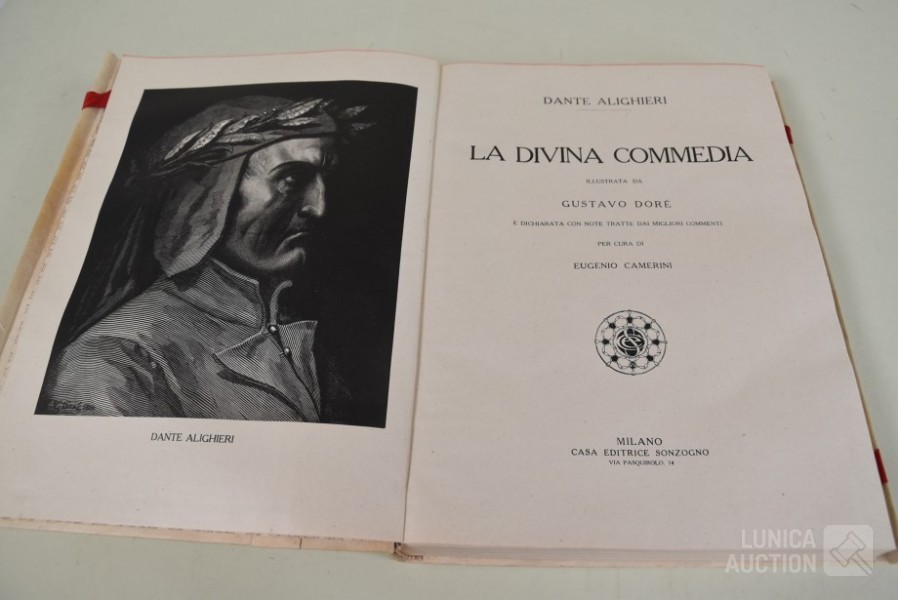 DANTE ALIGHIERI
DANTE ALIGHIERI
LA DIVINA COMMEDIA
ILLUSTRATA DA
GUSTAVO DORÉ
E DICHIARATA CON NOTE TRATTE DAI MIGLIORI COMMENTI
PER CURA DI
EUGENIO CAMERINI
MILANO
CASA EDITRICE SONZOGNO
VIA PASQUIROLO, 14
LUNICA
AUCTION